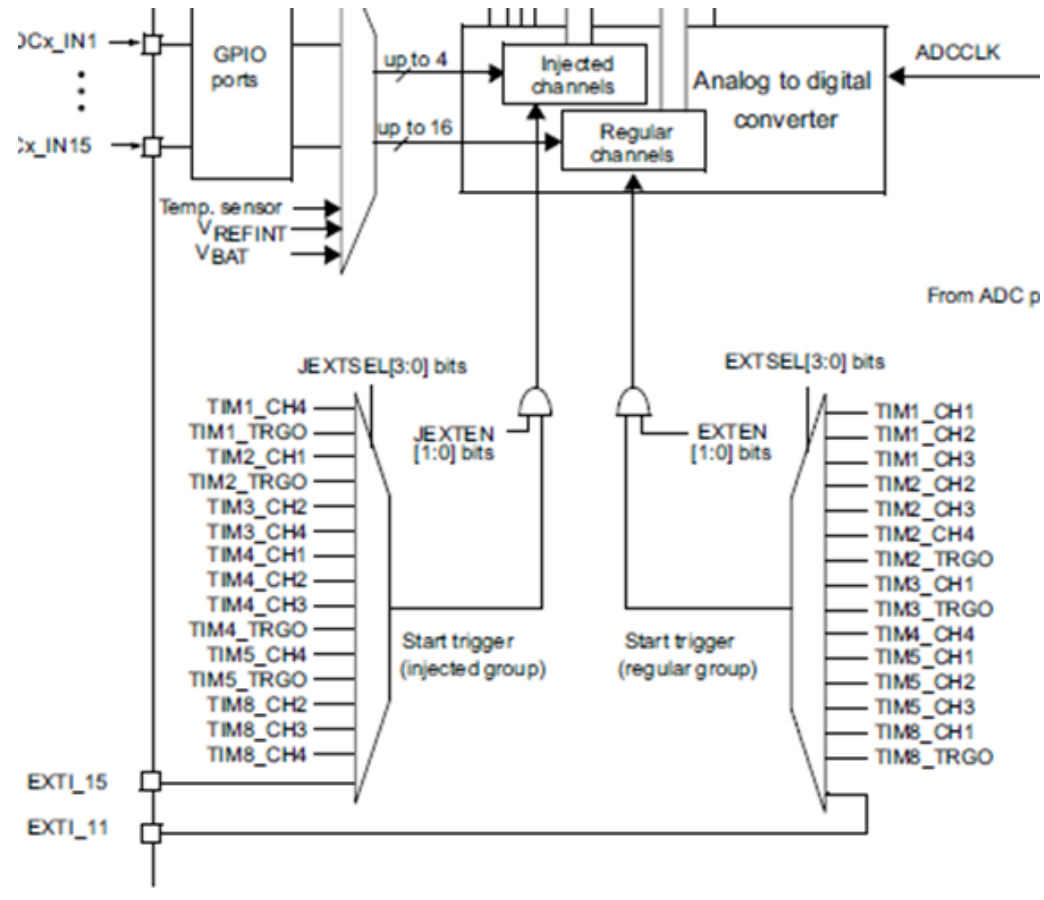 DCx_IN1
GPIO
ports
up to 4
Injected
channels
Analog to digital
converter
ADCCLK
Cx_IN15
up to 16
Regular
channels
Temp. sensor
VREFINT
VBAT
From ADC p
JEXTSEL[3:0] bits
EXTSEL[3:0] bits
TIM1_CH4
TIM1_TRGO
TIM2_CH1
TIM2_TRGO
TIM3_CH2
TIM3_CH4
TIM4_CH1
TIM4_CH2
TIM4_CH3
TIM4_TRGO
TIM5_CH4
TIM5_TRGO
TIM8_CH2
TIM8_CH3
TIM8_CH4
JEXTEN
[1:0] bits
EXTEN
[1:0] bits
Start trigger
(injected group)
Start trigger
(regular group)
TIM1_CH1
TIM1_CH2
TIM1_CH3
TIM2_CH2
TIM2_CH3
TIM2_CH4
TIM2_TRGO
TIM3_CH1
TIM3_TRGO
TIM4_CH4
TIM5_CH1
TIM5_CH2
TIM5_CH3
TIM8_CH1
TIM8_TRGO
EXTI_15
EXTI_11